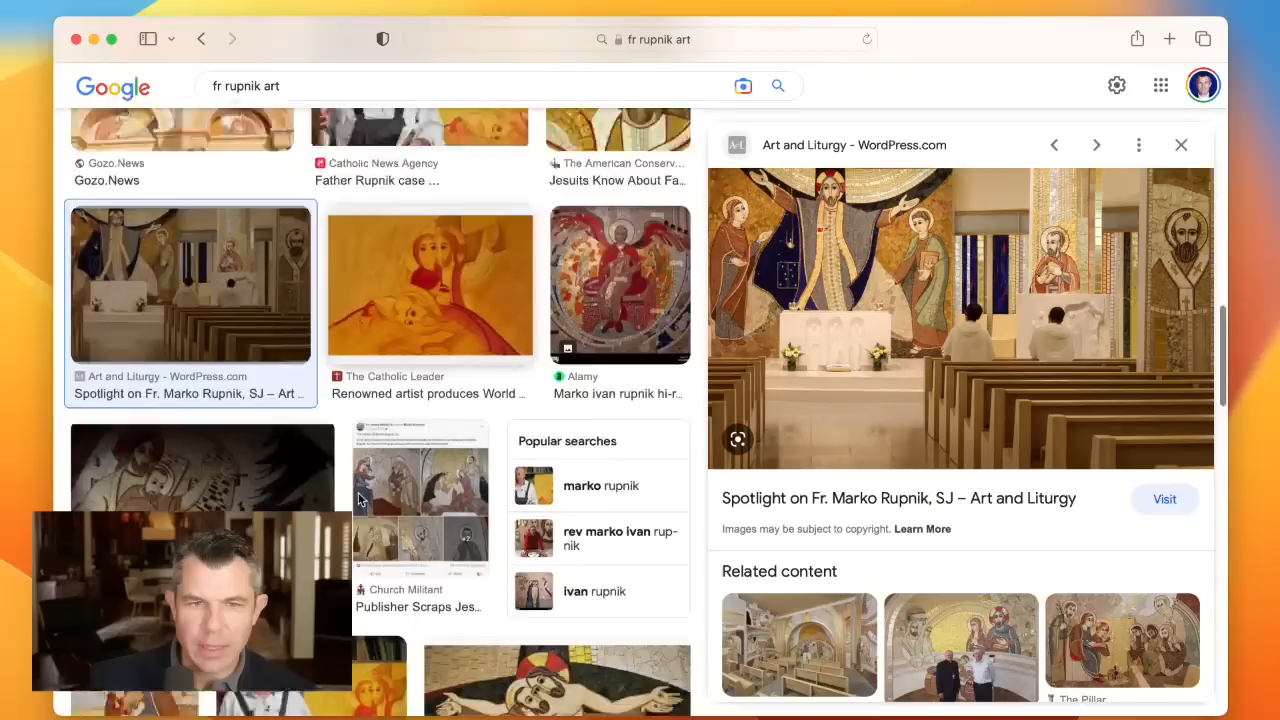 fr rupnik art
Google
fr rupnik art
Gozo.News
Gozo.News
Catholic News Agency
Father Rupnik case ...
The American Conserv...
Jesuits Know About Fa...
Art and Liturgy - WordPress.com
Spotlight on Fr. Marko Rupnik, SJ – Art ...
The Catholic Leader
Renowned artist produces World ...
Alamy
Marko ivan rupnik hi-r...
Church Militant
Publisher Scraps Jes...
Popular searches
marko rupnik
rev marko ivan rup-
nik
ivan rupnik
A&L
Art and Liturgy - WordPress.com
Spotlight on Fr. Marko Rupnik, SJ – Art and Liturgy
Visit
Images may be subject to copyright. Learn More
Related content
The Pillar